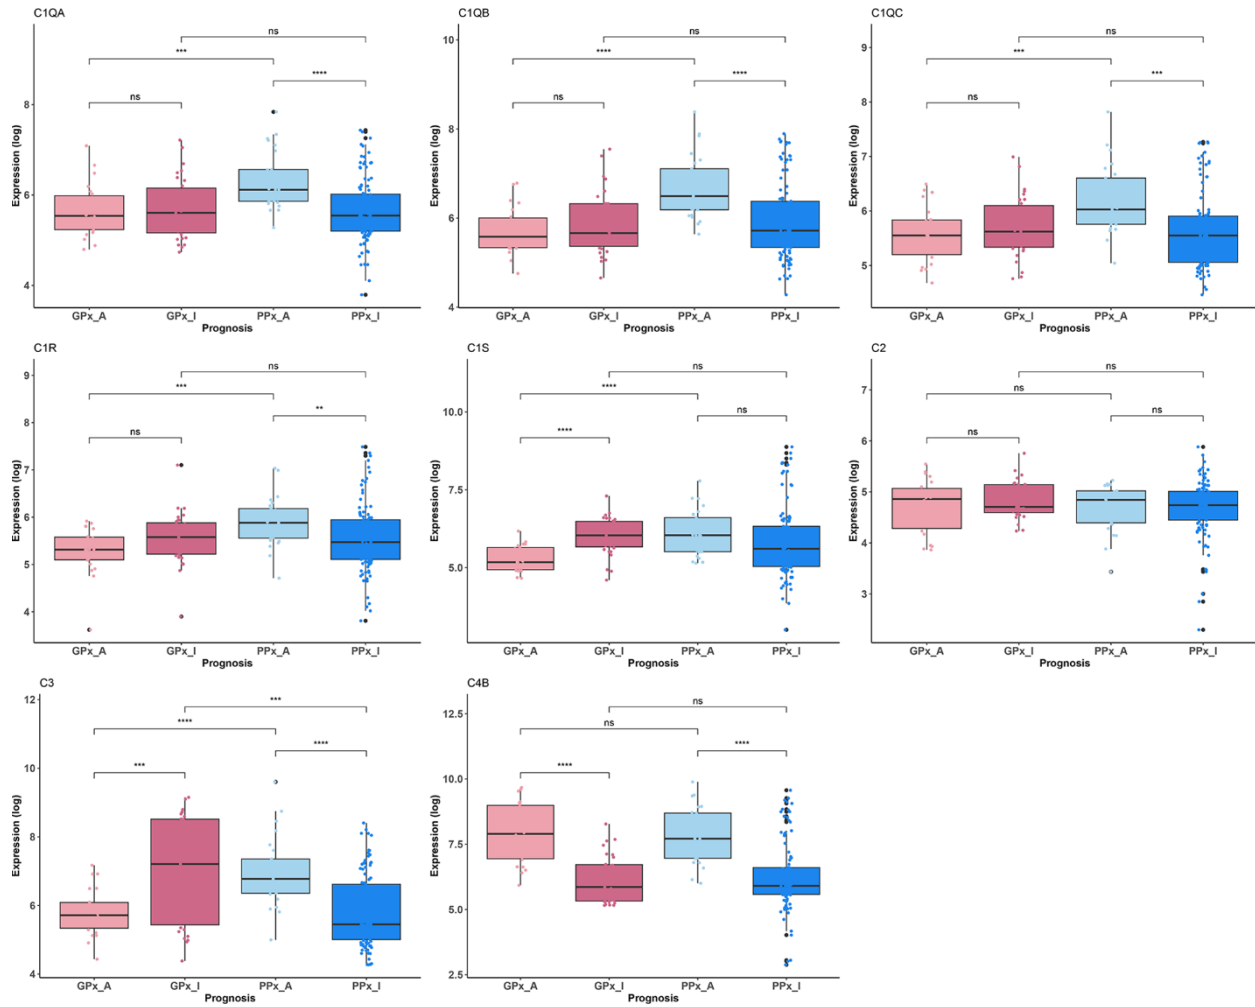 C1QA
ns
***
****
ns
8
6
4
Expression (log)
GPx_A GPx_I PPx_A PPx_I
Prognosis
C1QB
ns
****
****
ns
10
8
6
4
Expression (log)
GPx_A GPx_I PPx_A PPx_I
Prognosis
C1QC
ns
***
***
ns
9
8
7
6
5
Expression (log)
GPx_A GPx_I PPx_A PPx_I
Prognosis
C1R
ns
***
**
ns
9
8
7
6
5
4
Expression (log)
GPx_A GPx_I PPx_A PPx_I
Prognosis
C1S
ns
****
ns
****
10.0
7.5
5.0
Expression (log)
GPx_A GPx_I PPx_A PPx_I
Prognosis
C2
ns
ns
ns
ns
7
6
5
4
3
Expression (log)
GPx_A GPx_I PPx_A PPx_I
Prognosis
C3
***
****
****
***
12
10
8
6
4
Expression (log)
GPx_A GPx_I PPx_A PPx_I
Prognosis
C4B
ns
ns
****
****
12.5
10.0
7.5
5.0
2.5
Expression (log)
GPx_A GPx_I PPx_A PPx_I
Prognosis